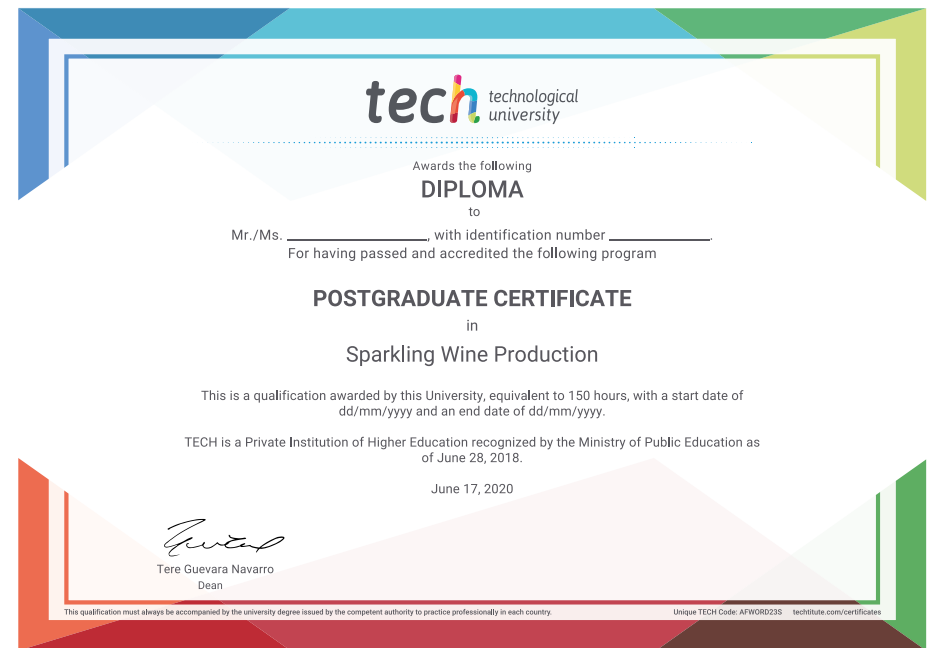 tech technological
university
Awards the following
DIPLOMA
to
Mr./Ms. ____________, with identification number ____________.
For having passed and accredited the following program
POSTGRADUATE CERTIFICATE
in
Sparkling Wine Production
This is a qualification awarded by this University, equivalent to 150 hours, with a start date of
dd/mm/yyyy and an end date of dd/mm/yyyy.
TECH is a Private Institution of Higher Education recognized by the Ministry of Public Education as
of June 28, 2018.
June 17, 2020
Tere Guevara Navarro
Dean
This qualification must always be accompanied by the university degree issued by the competent authority to practice professionally in each country.
Unique TECH Code: AFWORD23S techtitute.com/certificates